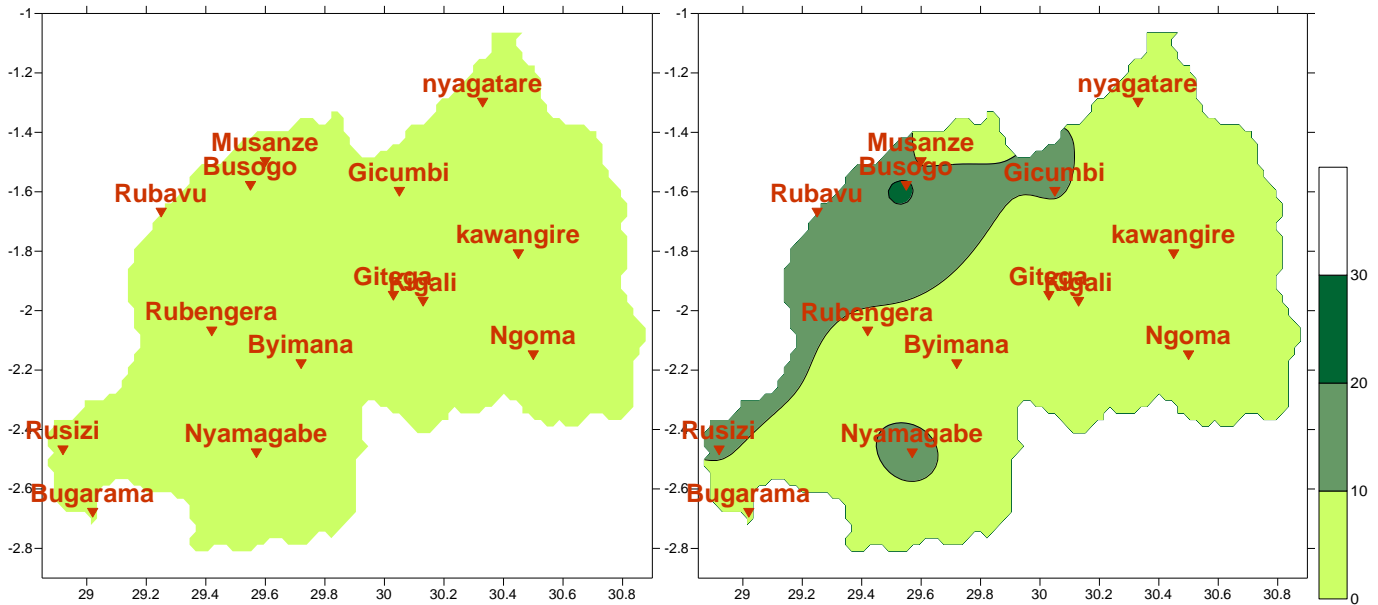 -1
-1.2
-1.4
-1.6
-1.8
-2
-2.2
-2.4
-2.6
-2.8
nyagatare
Musanze
Busogo
Gicumbi
Rubavu
kawangire
Gitega
Kigali
Rubengera
Ngoma
Byimana
Rusizi
Nyamagabe
Bugarama
29 29.2 29.4 29.6 29.8 30 30.2 30.4 30.6 30.8
-1
-1.2
-1.4
-1.6
-1.8
-2
-2.2
-2.4
-2.6
-2.8
nyagatare
Musanze
Busogo
Gicumbi
Rubavu
kawangire
Gitega
Kigali
Rubengera
Ngoma
Byimana
Rusizi
Nyamagabe
Bugarama
29 29.2 29.4 29.6 29.8 30 30.2 30.4 30.6 30.8
30
20
10
0